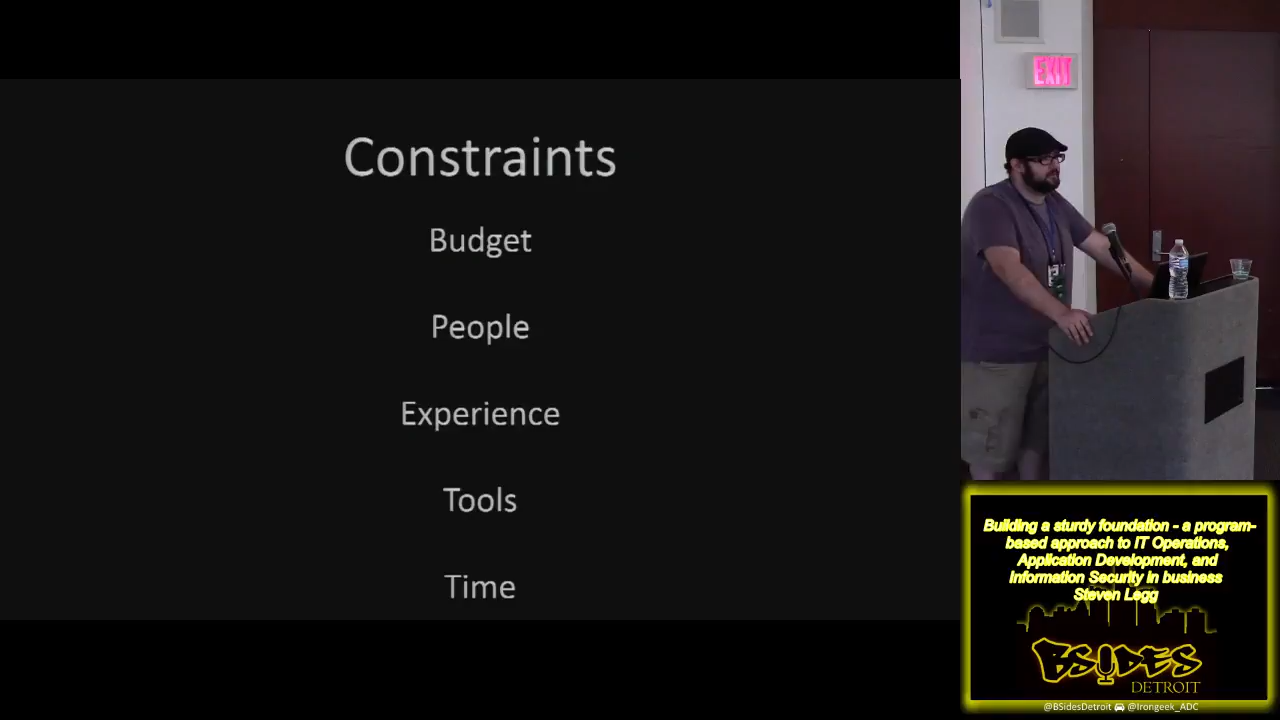 Constraints
Budget
People
Experience
Tools
Time
EXIT
Building a sturdy foundation - a program-
based approach to IT Operations,
Application Development, and
Information Security in business
Steven Legg
BSIDES
DETROIT
@BSidesDetroit @Irongeek_ADC